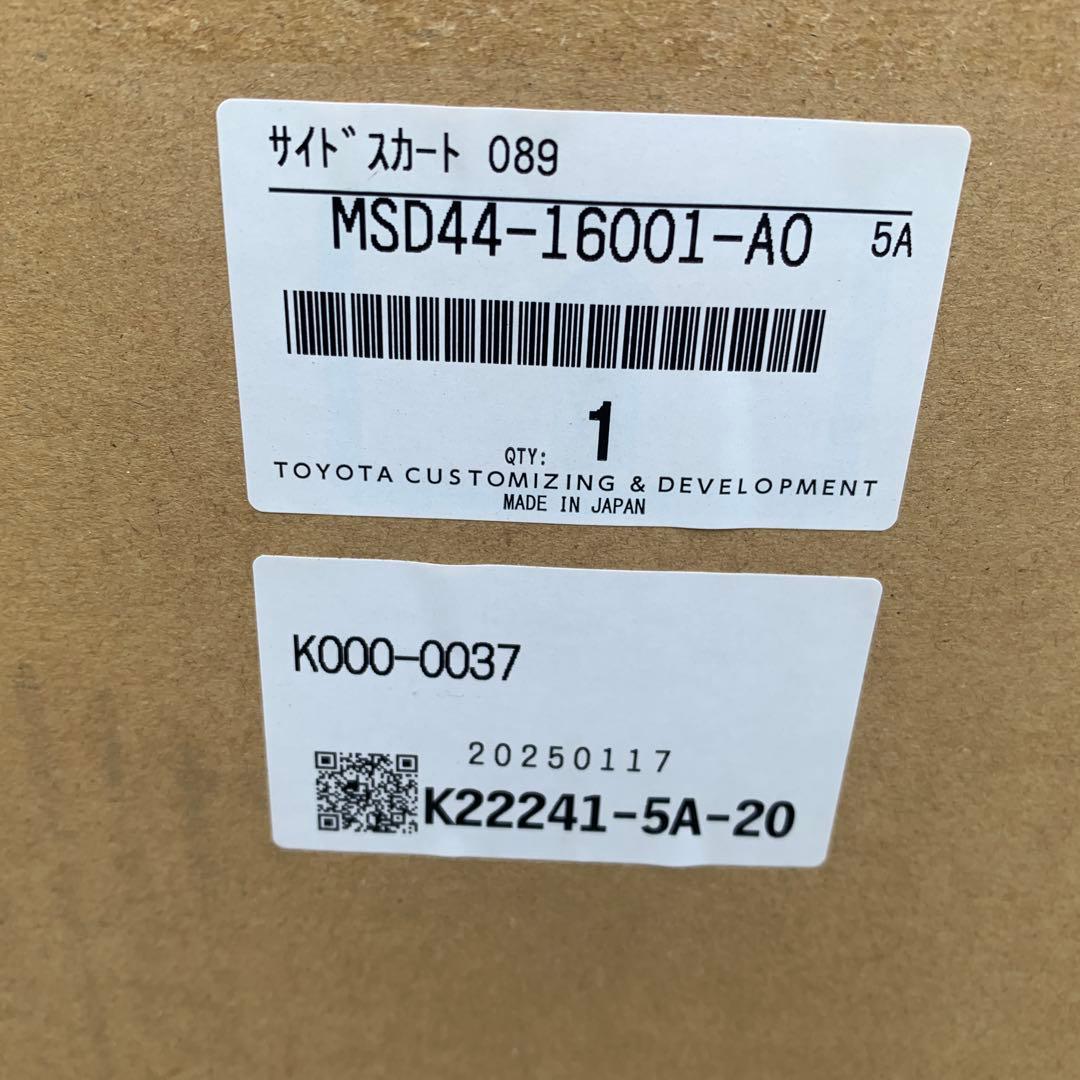 サイドスカート 089
MSD44-16001-A0 5A
QTY: 1
TOYOTA CUSTOMIZING & DEVELOPMENT
MADE IN JAPAN
K000-0037
20250117
K22241-5A-20